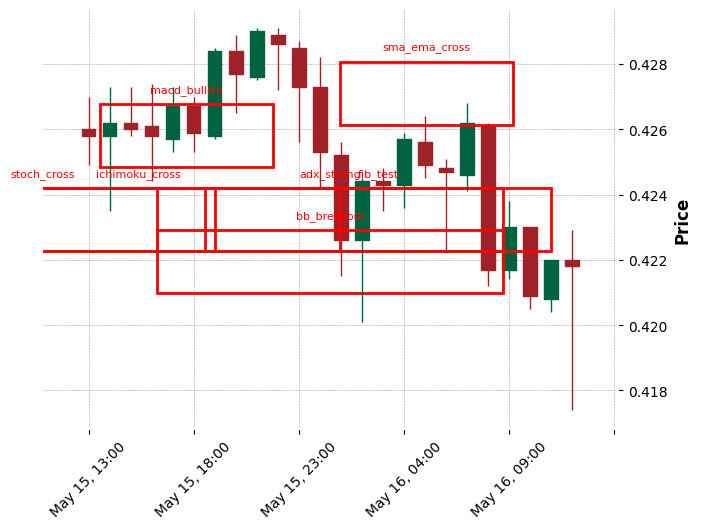 sma_ema_cross
0.428
macd_bullish
0.426
stoch_cross
ichimoku_cross
fib_test
0.424
bb_breakout
0.422
0.420
0.418
Price
May 15, 13:00
May 15, 18:00
May 15, 23:00
May 16, 04:00
May 16, 09:00